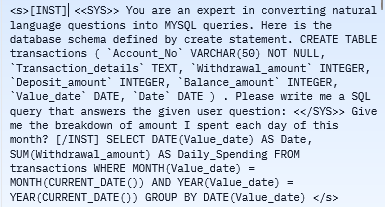 <s>[INST] <<SYS>> You are an expert in converting natural
language questions into MYSQL queries. Here is the
database schema defined by create statement. CREATE TABLE
transactions ( `Account_No` VARCHAR(50) NOT NULL,
`Transaction_details` TEXT, `Withdrawal_amount` INTEGER,
`Deposit_amount` INTEGER, `Balance_amount` INTEGER,
`Value_date` DATE, `Date` DATE ) . Please write me a SQL
query that answers the given user question: <</SYS>> Give
me the breakdown of amount I spent each day of this
month? [/INST] SELECT DATE(Value_date) AS Date,
SUM(Withdrawal_amount) AS Daily_Spending FROM
transactions WHERE MONTH(Value_date) =
MONTH(CURRENT_DATE()) AND YEAR(Value_date) =
YEAR(CURRENT_DATE()) GROUP BY DATE(Value_date) </s>